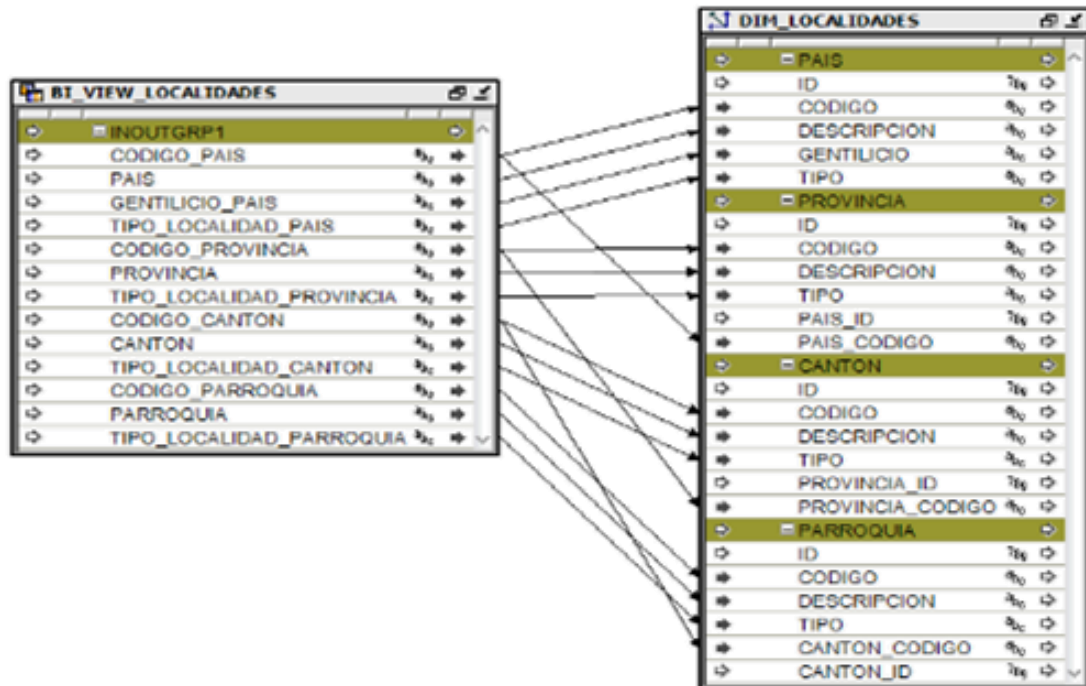 BI_VIEW_LOCALIDADES
INOUTGRP1
CODIGO_PAIS
PAIS
GENTILICIO_PAIS
TIPO_LOCALIDAD_PAIS
CODIGO_PROVINCIA
PROVINCIA
TIPO_LOCALIDAD_PROVINCIA
CODIGO_CANTON
CANTON
TIPO_LOCALIDAD_CANTON
CODIGO_PARROQUIA
PARROQUIA
TIPO_LOCALIDAD_PARROQUIA
DIM_LOCALIDADES
PAIS
ID
CODIGO
DESCRIPCION
GENTILICIO
TIPO
PROVINCIA
ID
CODIGO
DESCRIPCION
TIPO
PAIS_ID
PAIS_CODIGO
CANTON
ID
CODIGO
DESCRIPCION
TIPO
PROVINCIA_ID
PROVINCIA_CODIGO
PARROQUIA
ID
CODIGO
DESCRIPCION
TIPO
CANTON_CODIGO
CANTON_ID